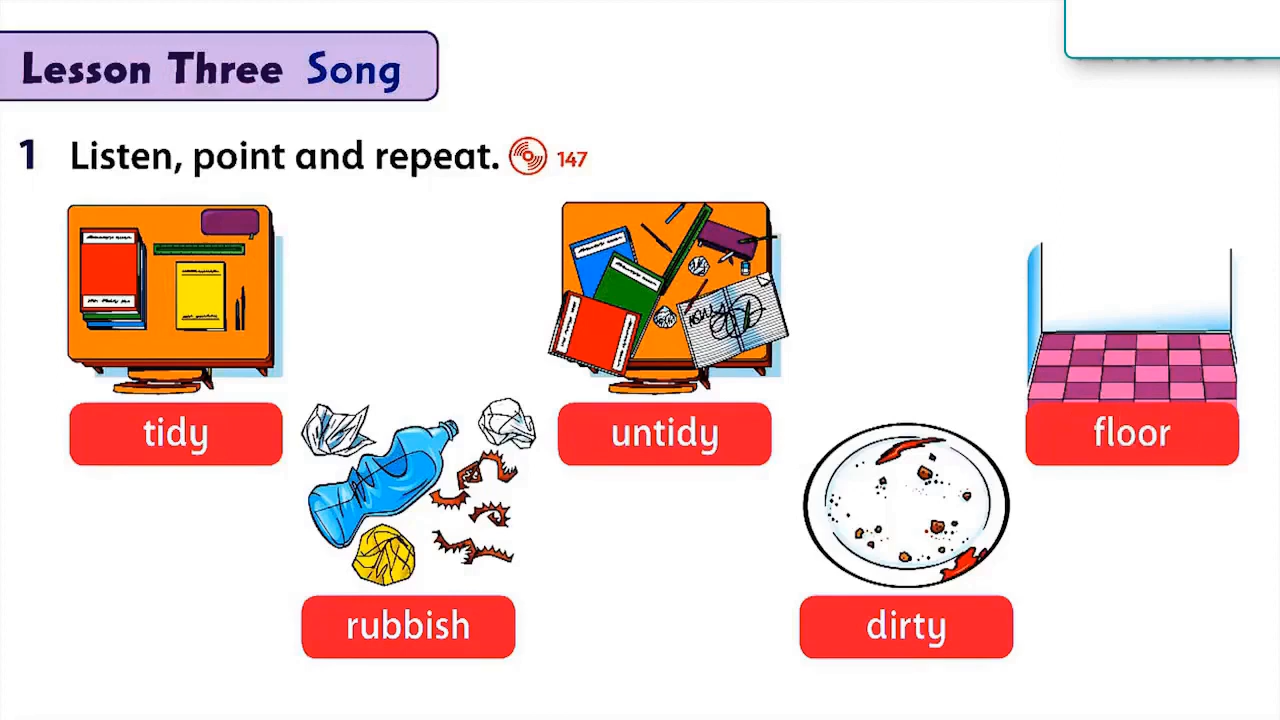 Lesson Three Song
1 Listen, point and repeat. 147
tidy
untidy
floor
rubbish
dirty